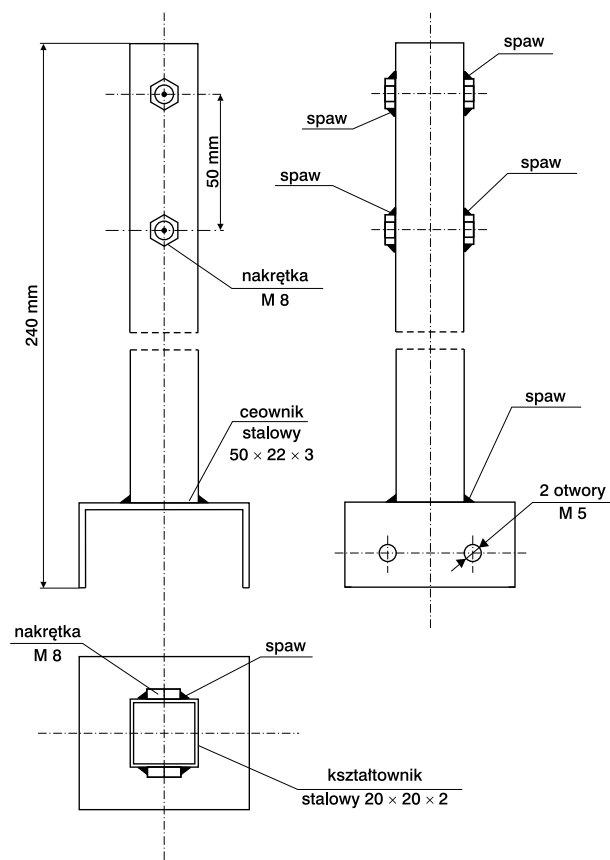 spaw
spaw
50 mm
spaw
spaw
nakrętka
M 8
240 mm
ceownik
stalowy
50 × 22 × 3
spaw
2 otwory
M 5
nakrętka
M 8
spaw
kształtownik
stalowy 20 × 20 × 2